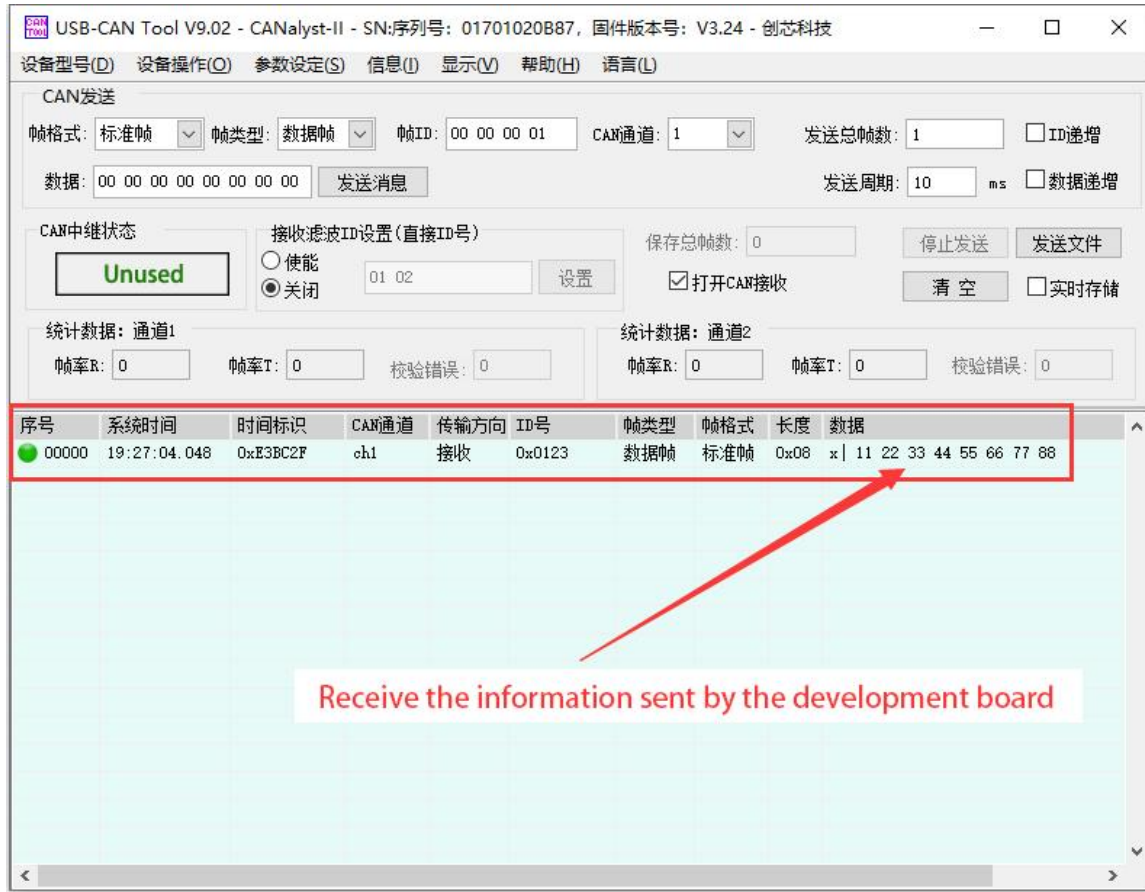 CAN TOOL USB-CAN Tool V9.02 - CANalyst-II - SN:序列号: 01701020B87, 固件版本号: V3.24 - 创芯科技
设备型号(D) 设备操作(O) 参数设定(S) 信息(I) 显示(V) 帮助(H) 语言(L)
CAN发送
帧格式: 标准帧 帧类型: 数据帧 帧ID: 00 00 00 01 CAN通道: 1 发送总帧数: 1 ID递增
数据: 00 00 00 00 00 00 00 00 发送消息 发送周期: 10 ms 数据递增
CAN中继状态 接收滤波ID设置(直接ID号)
Unused 使能 关闭 01 02 设置
保存总帧数: 0 停止发送 发送文件
打开CAN接收 清 空 实时存储
统计数据: 通道1 统计数据: 通道2
帧率R: 0 帧率T: 0 校验错误: 0 帧率R: 0 帧率T: 0 校验错误: 0
序号 系统时间 时间标识 CAN通道 传输方向 ID号 帧类型 帧格式 长度 数据
00000 19:27:04.048 0xE3BC2F ch1 接收 0x0123 数据帧 标准帧 0x08 x| 11 22 33 44 55 66 77 88
Receive the information sent by the development board